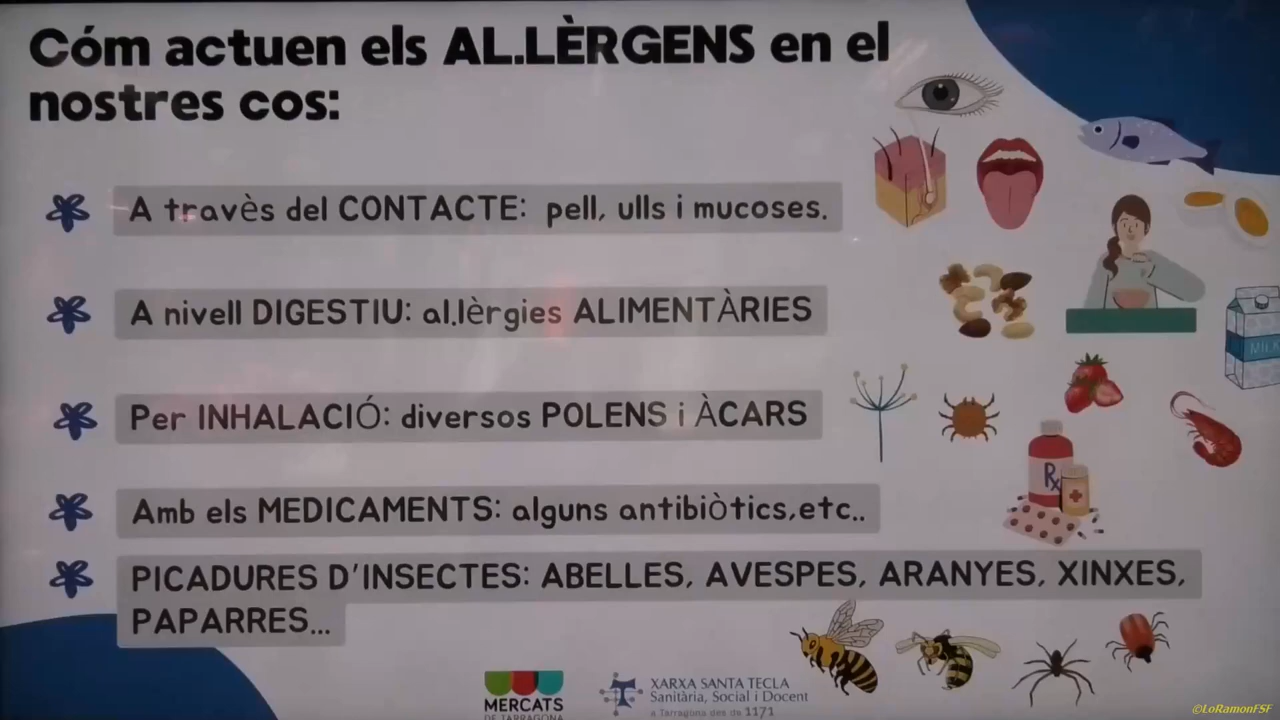 Cóm actuen els AL.LÈRGENS en el
nostres cos:
A travès del CONTACTE: pell, ulls i mucoses.
A nivell DIGESTIU: al.lèrgies ALIMENTÀRIES
Per INHALACIÓ: diversos POLENS i ÀCARS
Amb els MEDICAMENTS: alguns antibiòtics,etc..
PICADURES D'INSECTES: ABELLES, AVESPES, ARANYES, XINXES,
PAPARRES...
MILK
Rx
MERCATS
DE TARRAGONA
XARXA SANTA TECLA
Sanitària, Social i Docent
a Tarragona des de 1171
©LoRamonFSF